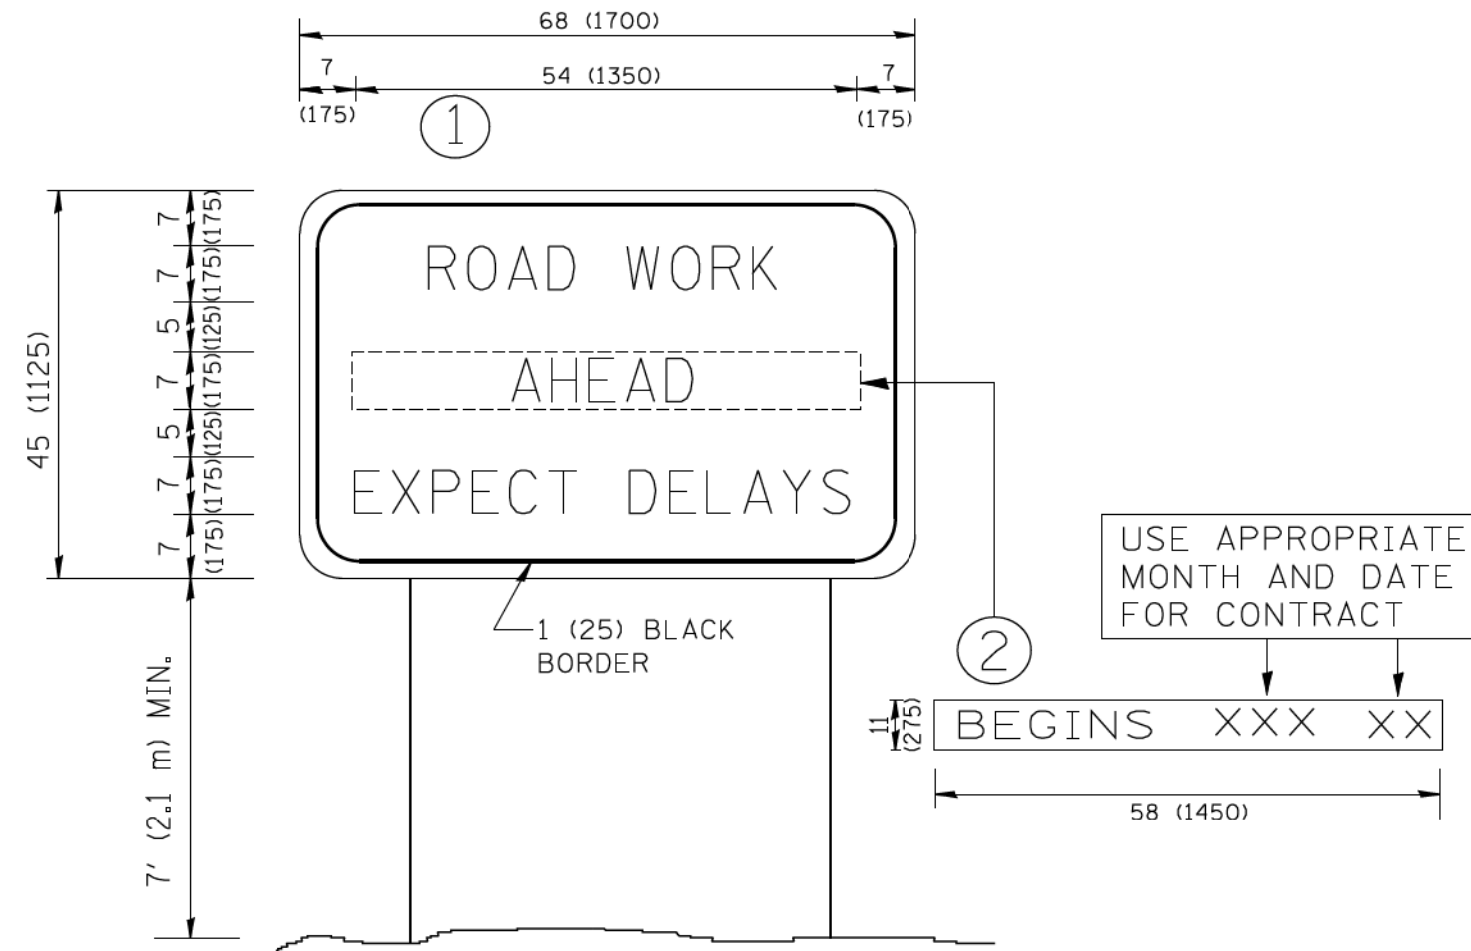 68 (1700)
7
54 (1350)
7
(175)
(175)
1
45 (1125)
7
(175)
7
(175)
5
(125)
7
(175)
5
(125)
7
(175)
7
(175)
ROAD WORK
AHEAD
EXPECT DELAYS
1 (25) BLACK
BORDER
7' (2.1 m) MIN.
USE APPROPRIATE
MONTH AND DATE
FOR CONTRACT
2
11
(275)
BEGINS XXX XX
58 (1450)